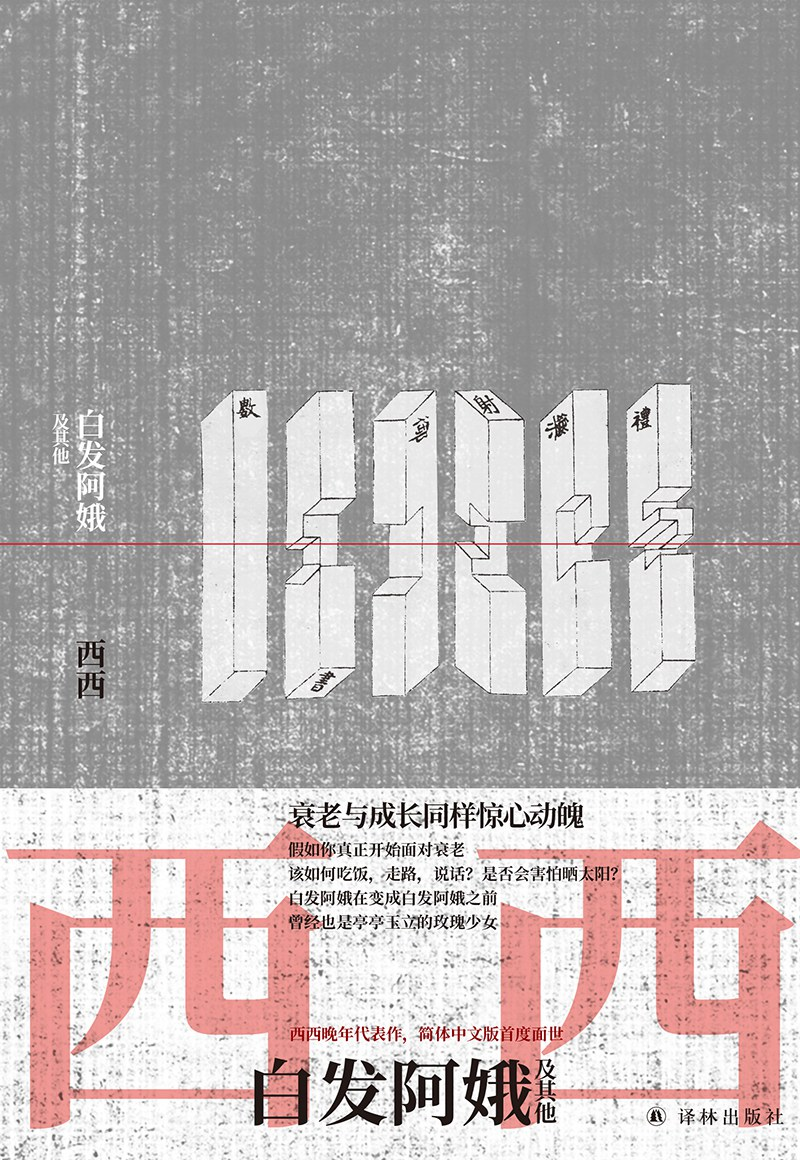 數
射
禮
書
白发阿娥
及其他
西西
西西
衰老与成长同样惊心动魄
假如你真正开始面对衰老
该如何吃饭，走路，说话？是否会害怕晒太阳？
白发阿娥在变成白发阿娥之前
曾经也是亭亭玉立的玫瑰少女
西西晚年代表作，简体中文版首度面世
白发阿娥及其他
译林出版社